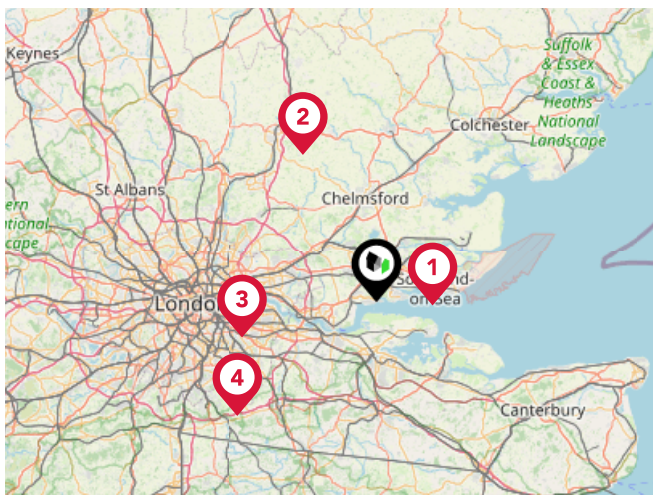 Keynes
Suffolk
& Essex
Coast &
Heaths
National
Landscape
2
Colchester
St Albans
Chelmsford
ern
ational
cape
1
on-Sea
3
London
4
Canterbury